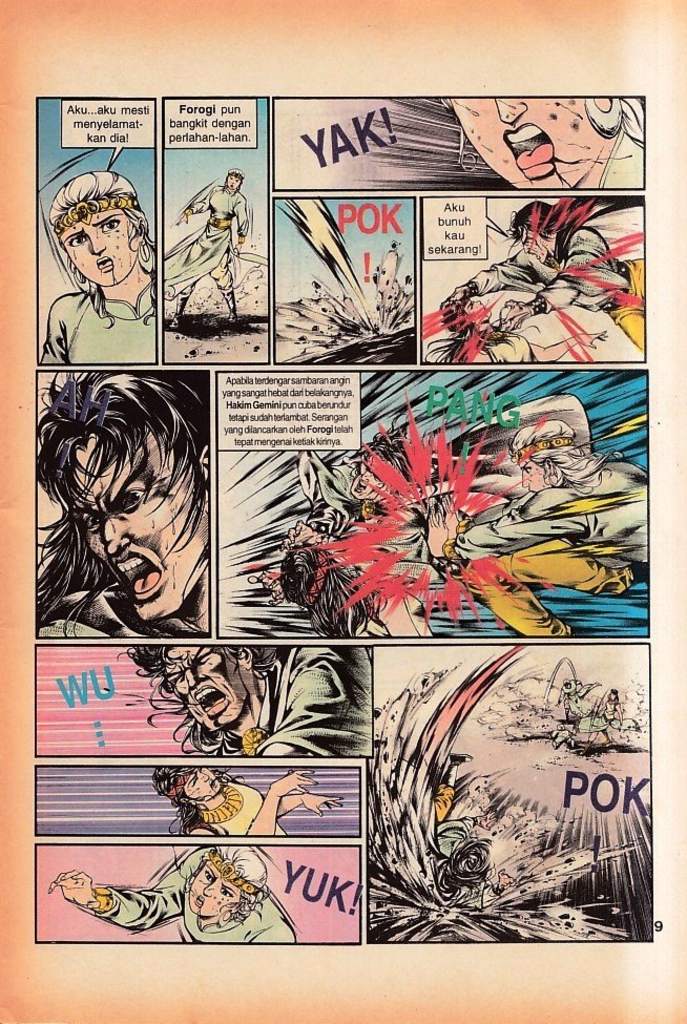 Aku...aku mesti
menyelamat-
kan dia!
Forogi pun
bangkit dengan
perlahan-lahan.
YAK!
POK
!
Aku
bunuh
kau
sekarang!
AH
!
Apabila terdengar sambaran angin
yang sangat hebat dari belakangnya,
Hakim Gemini pun cuba berundur
tetapi sudah terlambat. Serangan
yang dilancarkan oleh Forogi telah
tepat mengenai ketiak kirinya.
PANG
!
WU
...
YUK!
POK
!
9